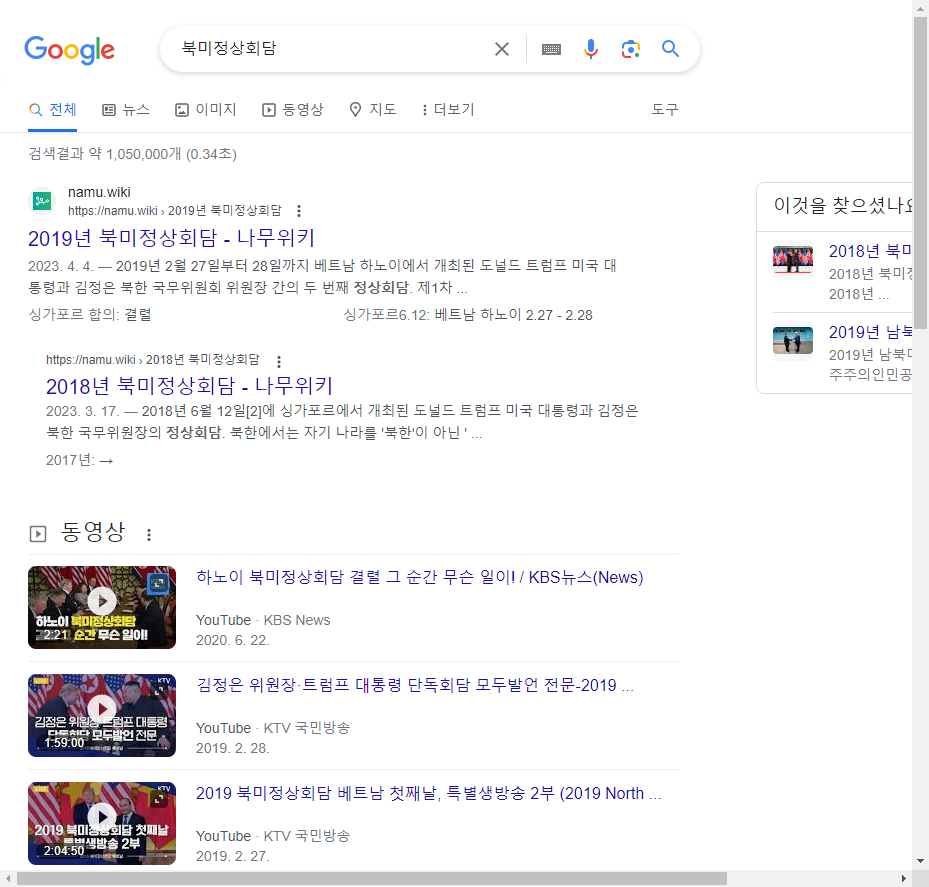 Google
북미정상회담
전체
뉴스
이미지
동영상
지도
더보기
도구
검색결과 약 1,050,000개 (0.34초)
namu.wiki
https://namu.wiki › 2019년 북미정상회담
2019년 북미정상회담 - 나무위키
2023. 4. 4. — 2019년 2월 27일부터 28일까지 베트남 하노이에서 개최된 도널드 트럼프 미국 대
통령과 김정은 북한 국무위원회 위원장 간의 두 번째 정상회담. 제1차 ...
싱가포르 합의: 결렬
싱가포르6.12: 베트남 하노이 2.27 - 2.28
https://namu.wiki › 2018년 북미정상회담
2018년 북미정상회담 - 나무위키
2023. 3. 17. — 2018년 6월 12일[2]에 싱가포르에서 개최된 도널드 트럼프 미국 대통령과 김정은
북한 국무위원장의 정상회담. 북한에서는 자기 나라를 '북한'이 아닌 ' ...
2017년: →
이것을 찾으셨나요
2018년 북미
2018년 북미정
2018년 ...
2019년 남북
2019년 남북미
주주의인민공
동영상
하노이 북미정상회담
결렬 순간 무슨 일이!
2:21
하노이 북미정상회담 결렬 그 순간 무슨 일이! / KBS뉴스(News)
YouTube · KBS News
2020. 6. 22.
KTV
김정은 위원장·트럼프 대통령
단독회담 모두발언 전문
1:59:00
김정은 위원장·트럼프 대통령 단독회담 모두발언 전문-2019 ...
YouTube · KTV 국민방송
2019. 2. 28.
KTV
2019 북미정상회담 첫째날
특별생방송 2부
2:04:50
2019 북미정상회담 베트남 첫째날, 특별생방송 2부 (2019 North ...
YouTube · KTV 국민방송
2019. 2. 27.